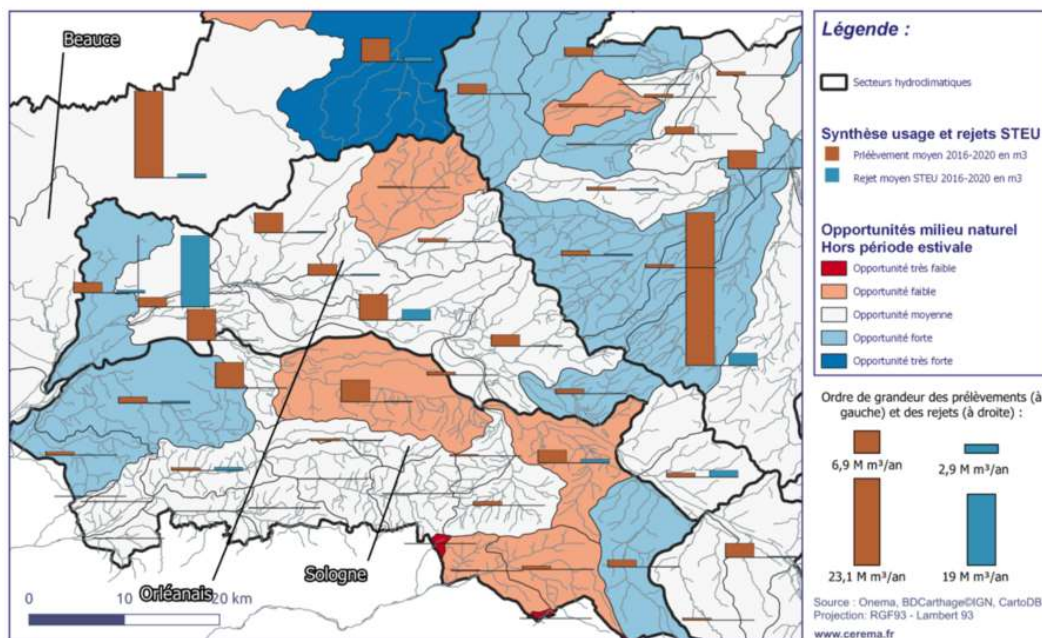 Beauce
Orléanais
Sologne
0 10 20 km
Légende :
Secteurs hydroclimatiques
Synthèse usage et rejets STEU
Prléèvement moyen 2016-2020 en m3
Rejet moyen STEU 2016-2020 en m3
Opportunités milieu naturel
Hors période estivale
Opportunité très faible
Opportunité faible
Opportunité moyenne
Opportunité forte
Opportunité très forte
Ordre de grandeur des prélèvements (à
gauche) et des rejets (à droite) :
6,9 M m³/an
2,9 M m³/an
23,1 M m³/an
19 M m³/an
Source : Onema, BDCarthage©IGN, CartoDB
Projection: RGF93 - Lambert 93
www.cerema.fr